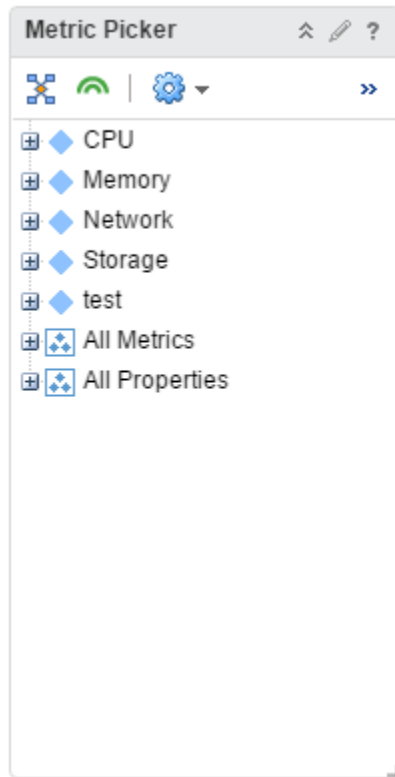 Metric Picker ?
CPU
Memory
Network
Storage
test
All Metrics
All Properties